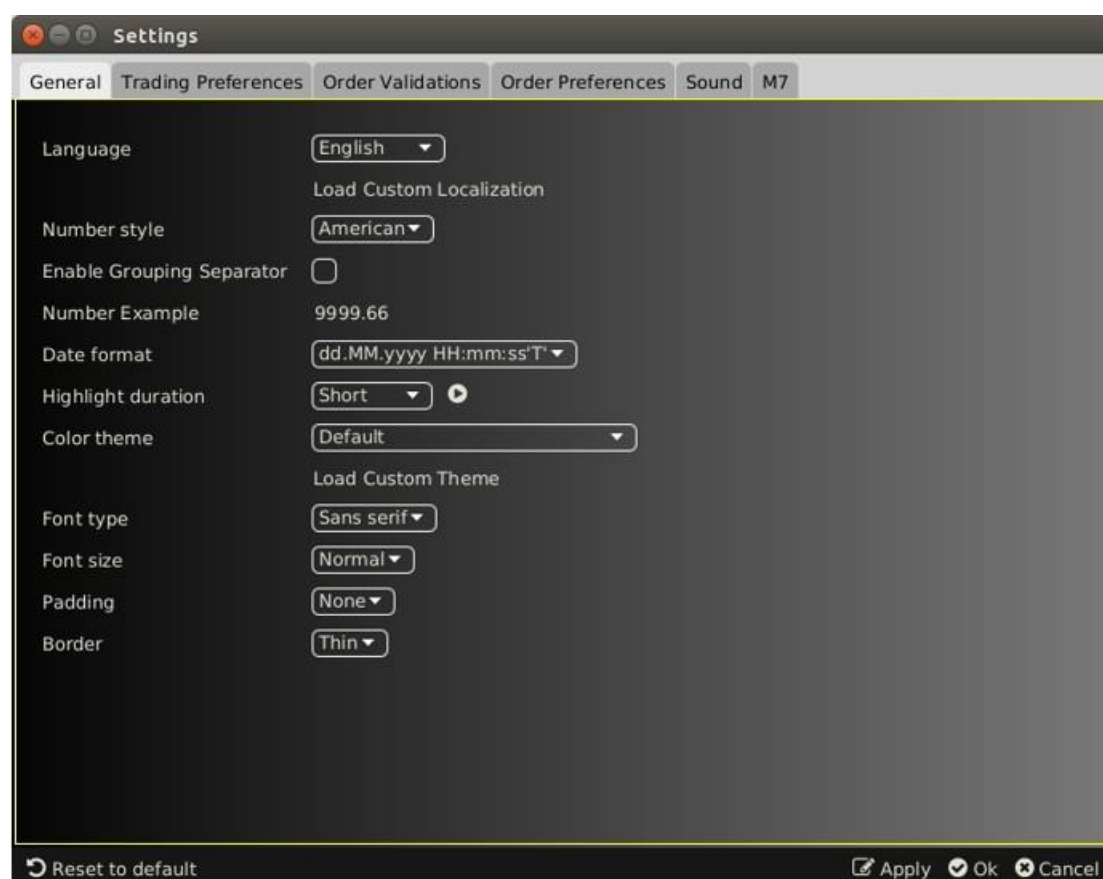 Settings
General Trading Preferences Order Validations Order Preferences Sound M7
Language English
Load Custom Localization
Number style American
Enable Grouping Separator
Number Example 9999.66
Date format dd.MM.yyyy HH:mm:ss'T'
Highlight duration Short
Color theme Default
Load Custom Theme
Font type Sans serif
Font size Normal
Padding None
Border Thin
Reset to default Apply Ok Cancel